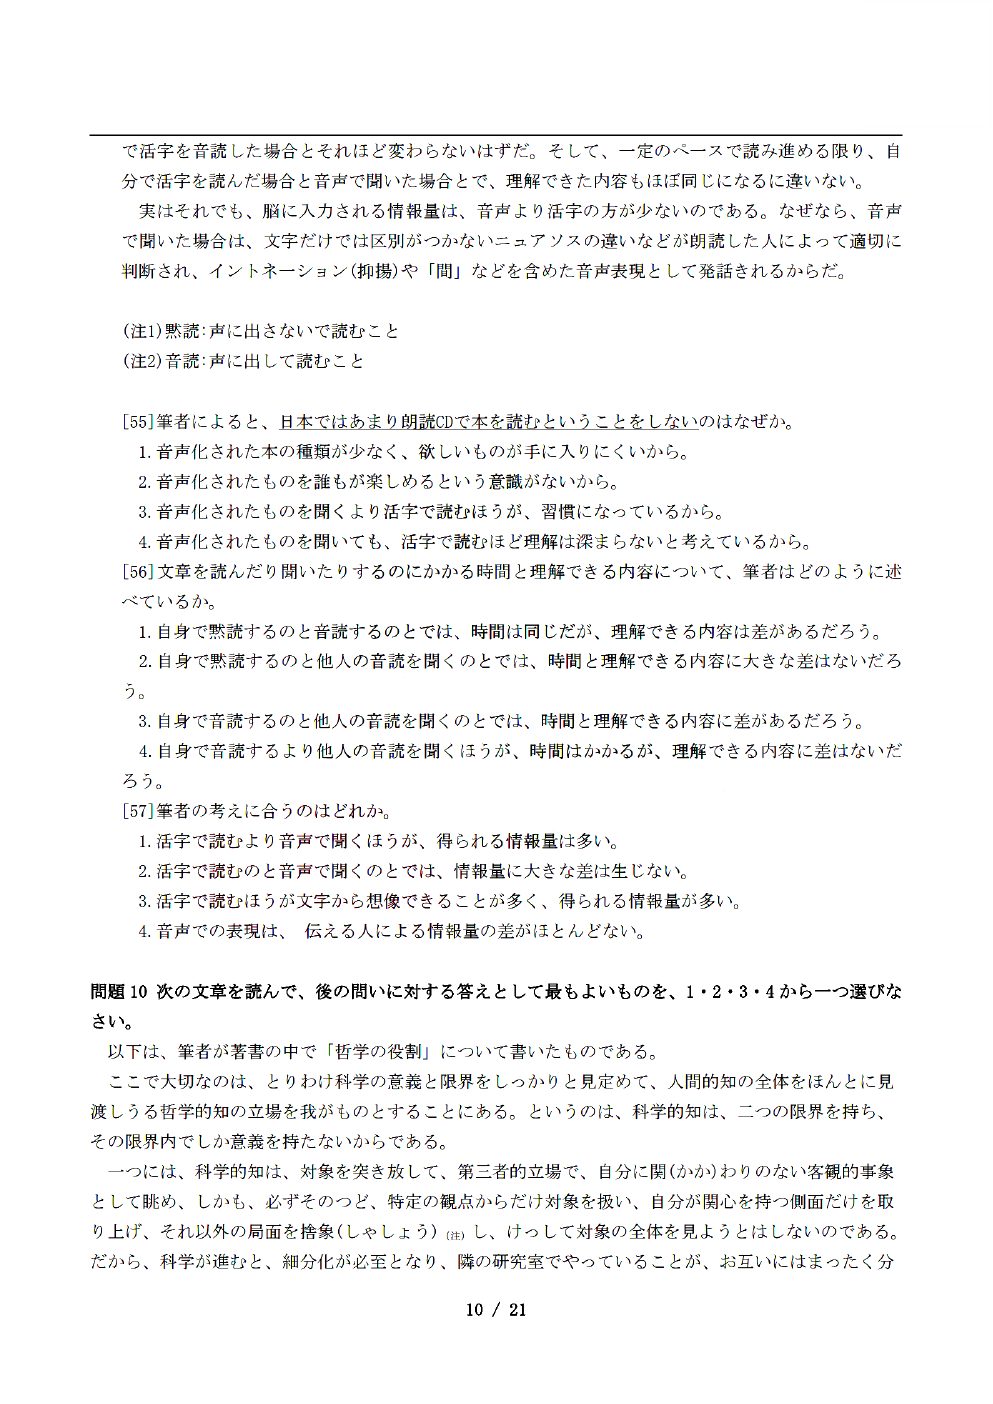 で活字を音読した場合とそれほど変わらないはずだ。そして、一定のペースで読み進める限り、自
分で活字を読んだ場合と音声で聞いた場合とで、理解できた内容もほぼ同じになるに違いない。
実はそれでも、脳に入力される情報量は、音声より活字の方が少ないのである。なぜなら、音声
で聞いた場合は、文字だけでは区別がつかないニュアソスの違いなどが朗読した人によって適切に
判断され、イントネーション(抑揚)や「間」などを含めた音声表現として発話されるからだ。
(注1)黙読:声に出さないで読むこと
(注2)音読:声に出して読むこと
[55]筆者によると、日本ではあまり朗読CDで本を読むということをしないのはなぜか。
1.音声化された本の種類が少なく、欲しいものが手に入りにくいから。
2.音声化されたものを誰もが楽しめるという意識がないから。
3.音声化されたものを聞くより活字で読むほうが、習慣になっているから。
4.音声化されたものを聞いても、活字で読むほど理解は深まらないと考えているから。
[56]文章を読んだり聞いたりするのにかかる時間と理解できる内容について、筆者はどのように述
べているか。
1.自身で黙読するのと音読するのとでは、時間は同じだが、理解できる内容は差があるだろう。
2.自身で黙読するのと他人の音読を聞くのとでは、時間と理解できる内容に大きな差はないだろ
う。
3.自身で音読するのと他人の音読を聞くのとでは、時間と理解できる内容に差があるだろう。
4.自身で音読するより他人の音読を聞くほうが、時間はかかるが、理解できる内容に差はないだ
ろう。
[57]筆者の考えに合うのはどれか。
1.活字で読むより音声で聞くほうが、得られる情報量は多い。
2.活字で読むのと音声で聞くのとでは、情報量に大きな差は生じない。
3.活字で読むほうが文字から想像できることが多く、得られる情報量が多い。
4.音声での表現は、 伝える人による情報量の差がほとんどない。
問題 10 次の文章を読んで、後の問いに対する答えとして最もよいものを、1・2・3・4 から一つ選びな
さい。
以下は、筆者が著書の中で「哲学の役割」について書いたものである。
ここで大切なのは、とりわけ科学の意義と限界をしっかりと見定めて、人間的知の全体をほんとに見
渡しうる哲学的知の立場を我がものとすることにある。というのは、科学的知は、二つの限界を持ち、
その限界内でしか意義を持たないからである。
一つには、科学的知は、対象を突き放して、第三者的立場で、自分に関(かか)わりのない客観的事象
として眺め、しかも、必ずそのつど、特定の観点からだけ対象を扱い、自分が関心を持つ側面だけを取
り上げ、それ以外の局面を捨象(しゃしょう) (注) し、けっして対象の全体を見ようとはしないのである。
だから、科学が進むと、細分化が必至となり、隣の研究室でやっていることが、お互いにはまったく分
10 / 21